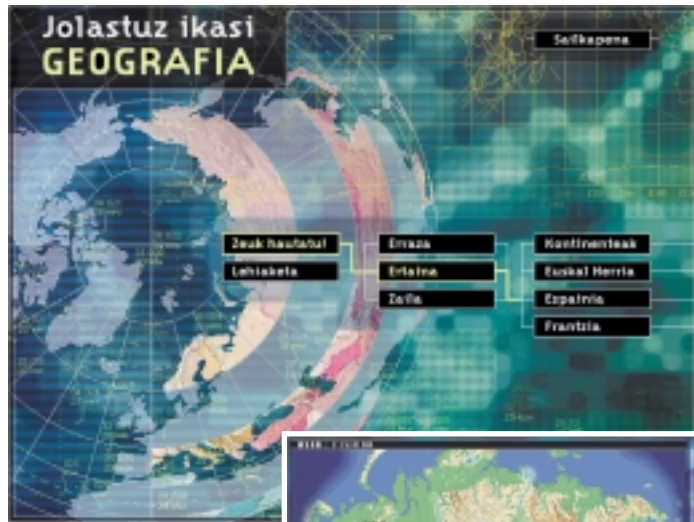 Jolastuz ikasi
GEOGRAFIA
Sailkapena
Zeuk hautatu!
Lehiaketa
Erraza
Ertaina
Zaila
Kontinenteak
Euskal Herria
Espainia
Frantzia